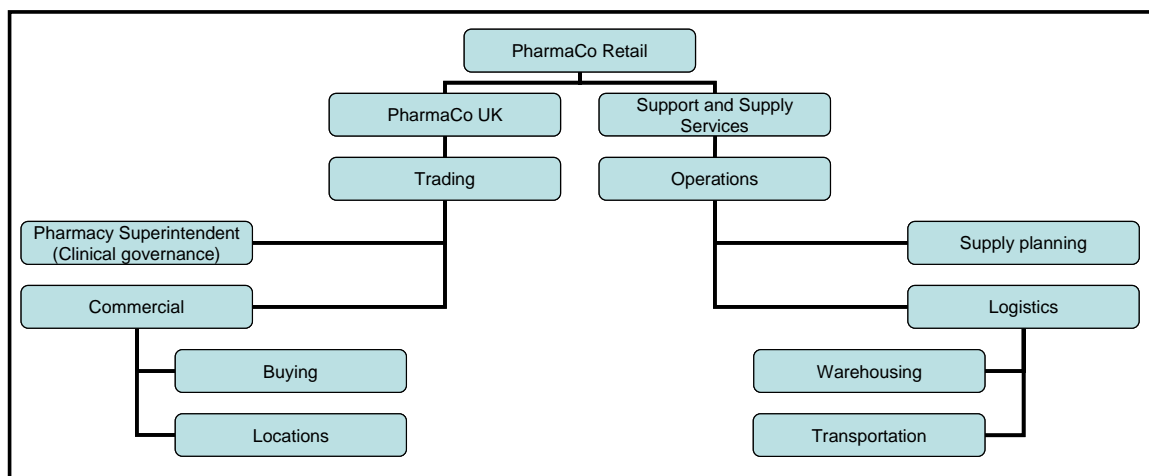 PharmaCo Retail
PharmaCo UK
Support and Supply
Services
Trading
Operations
Pharmacy Superintendent
(Clinical governance)
Supply planning
Commercial
Logistics
Buying
Warehousing
Locations
Transportation